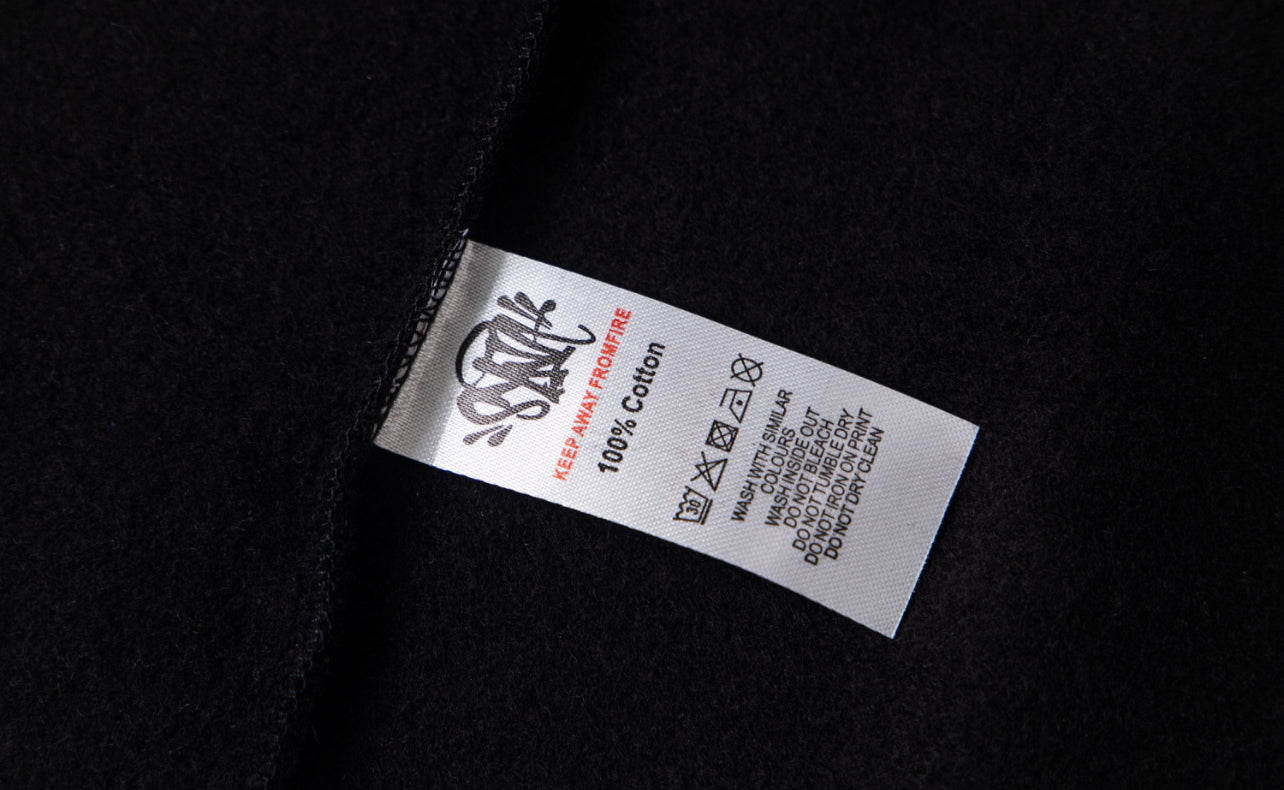 KEEP AWAY FROMFIRE
100% Cotton
30
WASH WITH SIMILAR
COLOURS
WASH INSIDE OUT
DO NOT BLEACH
DO NOT TUMBLE DRY
DO NOT IRON ON PRINT
DO NOT DRY CLEAN